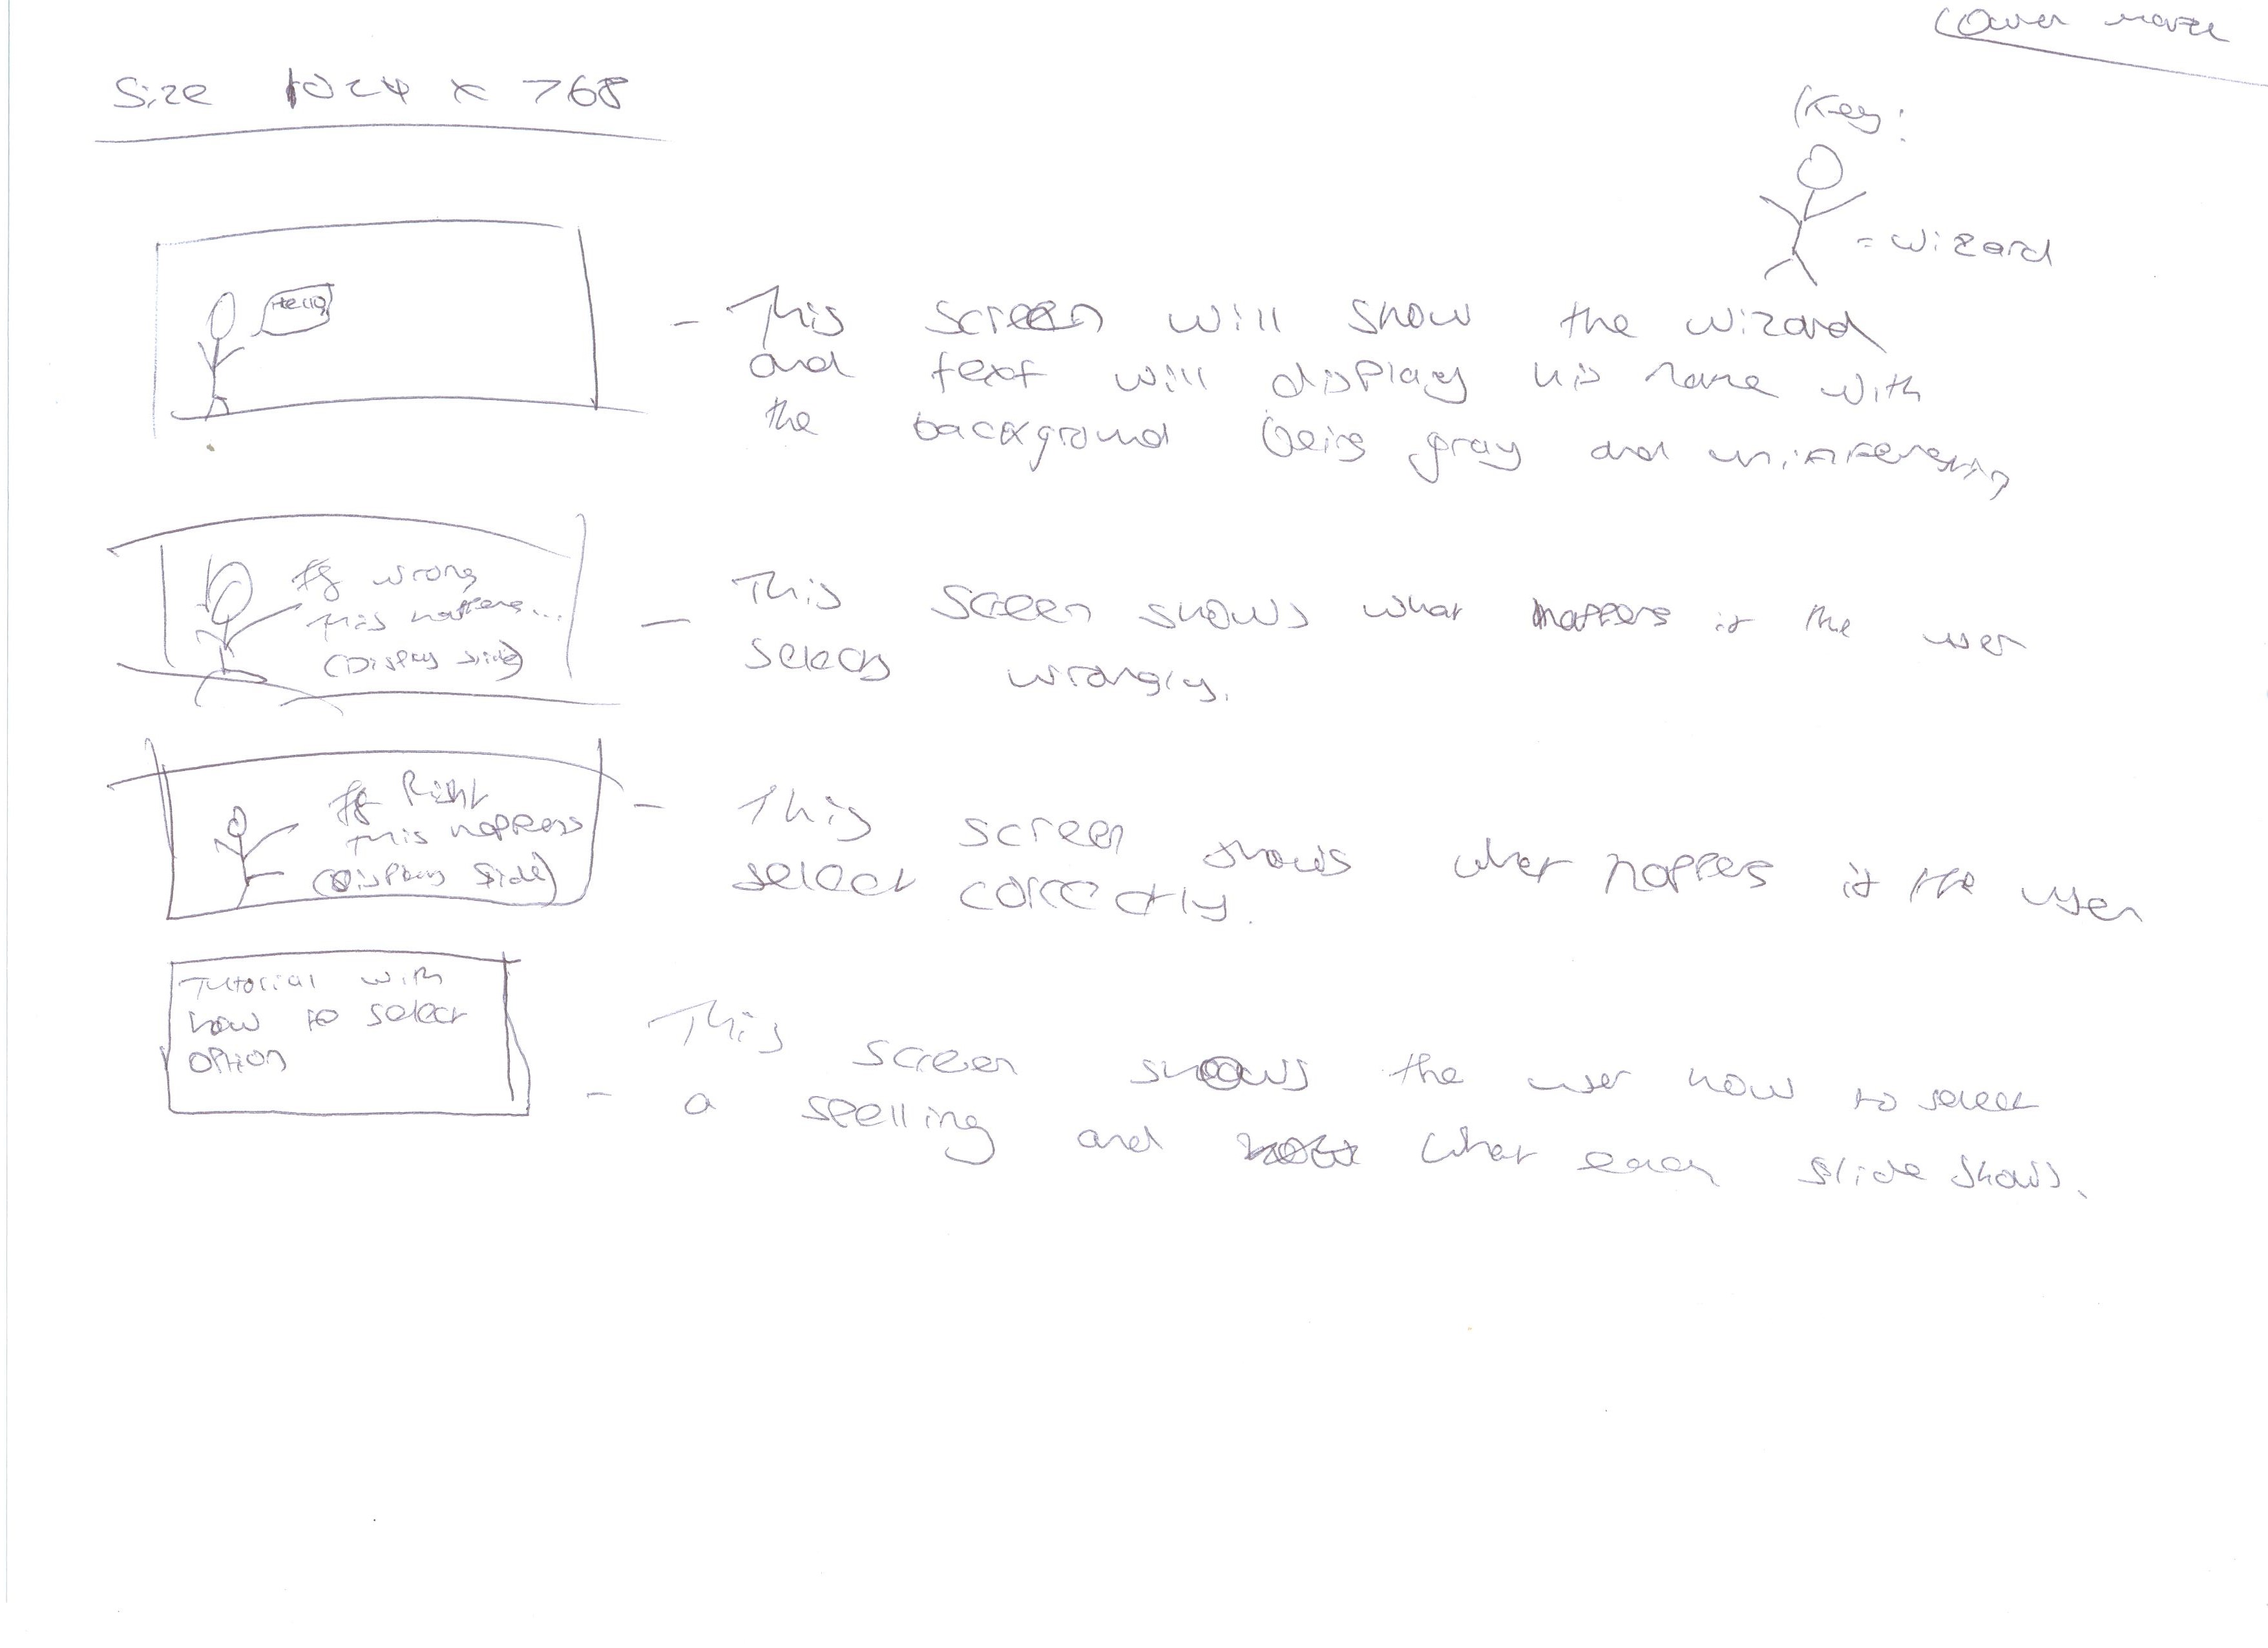 Size 1024 x 768
Key:
= wizard
Hello
- This screen will show the wizard
and text will display his name with
the background being gray and uninteresting
If wrong
this happens...
(Display slide)
- This screen shows what happens if the user
selects wrongly.
If Right
this happens
(Display slide)
- This screen shows what happens if the user
select correctly.
Tutorial with
how to select
option
- This screen shows the user how to select
a spelling and what each slide shows.